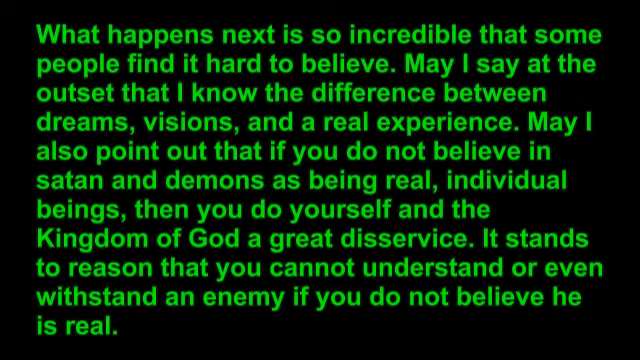 What happens next is so incredible that some
people find it hard to believe. May I say at the
outset that I know the difference between
dreams, visions, and a real experience. May I
also point out that if you do not believe in
satan and demons as being real, individual
beings, then you do yourself and the
Kingdom of God a great disservice. It stands
to reason that you cannot understand or even
withstand an enemy if you do not believe he
is real.